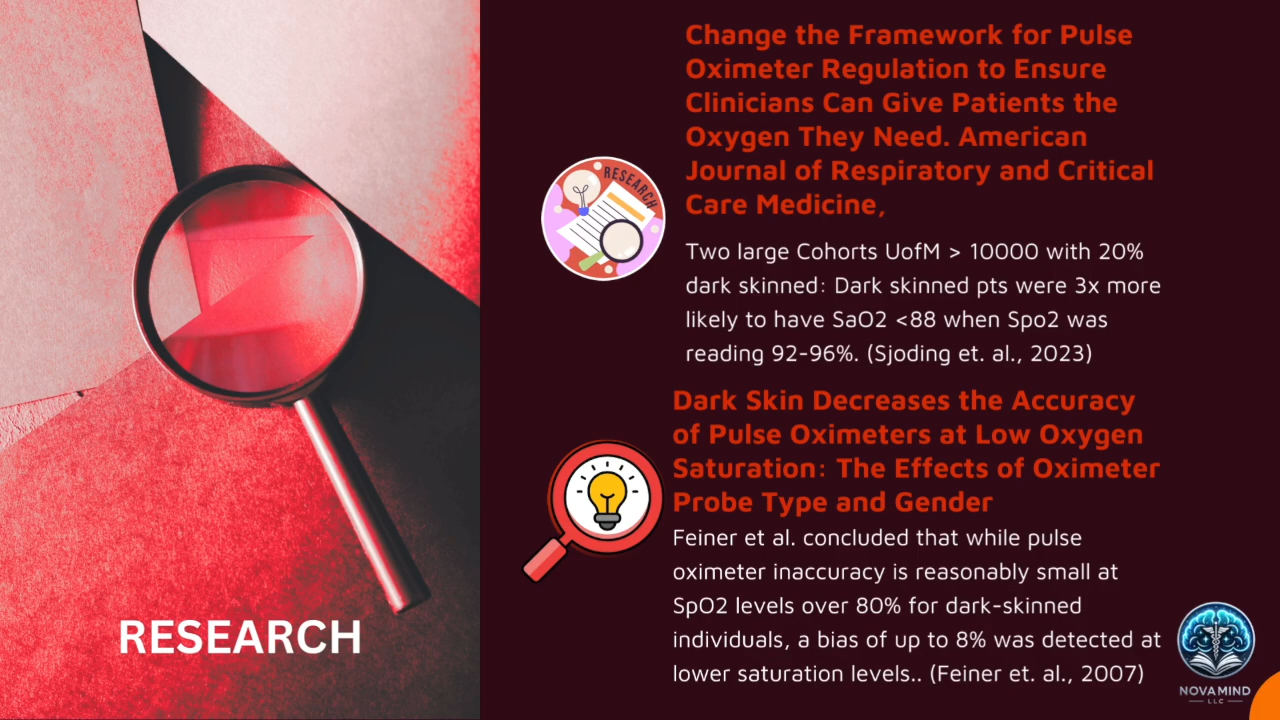 Change the Framework for Pulse
Oximeter Regulation to Ensure
Clinicians Can Give Patients the
Oxygen They Need. American
Journal of Respiratory and Critical
Care Medicine,
RESEARCH
Two large Cohorts UofM > 10000 with 20%
dark skinned: Dark skinned pts were 3x more
likely to have SaO2 <88 when Spo2 was
reading 92-96%. (Sjoding et. al., 2023)
Dark Skin Decreases the Accuracy
of Pulse Oximeters at Low Oxygen
Saturation: The Effects of Oximeter
Probe Type and Gender
Feiner et al. concluded that while pulse
oximeter inaccuracy is reasonably small at
SpO2 levels over 80% for dark-skinned
individuals, a bias of up to 8% was detected at
lower saturation levels.. (Feiner et. al., 2007)
RESEARCH
NOVA MIND
LLC